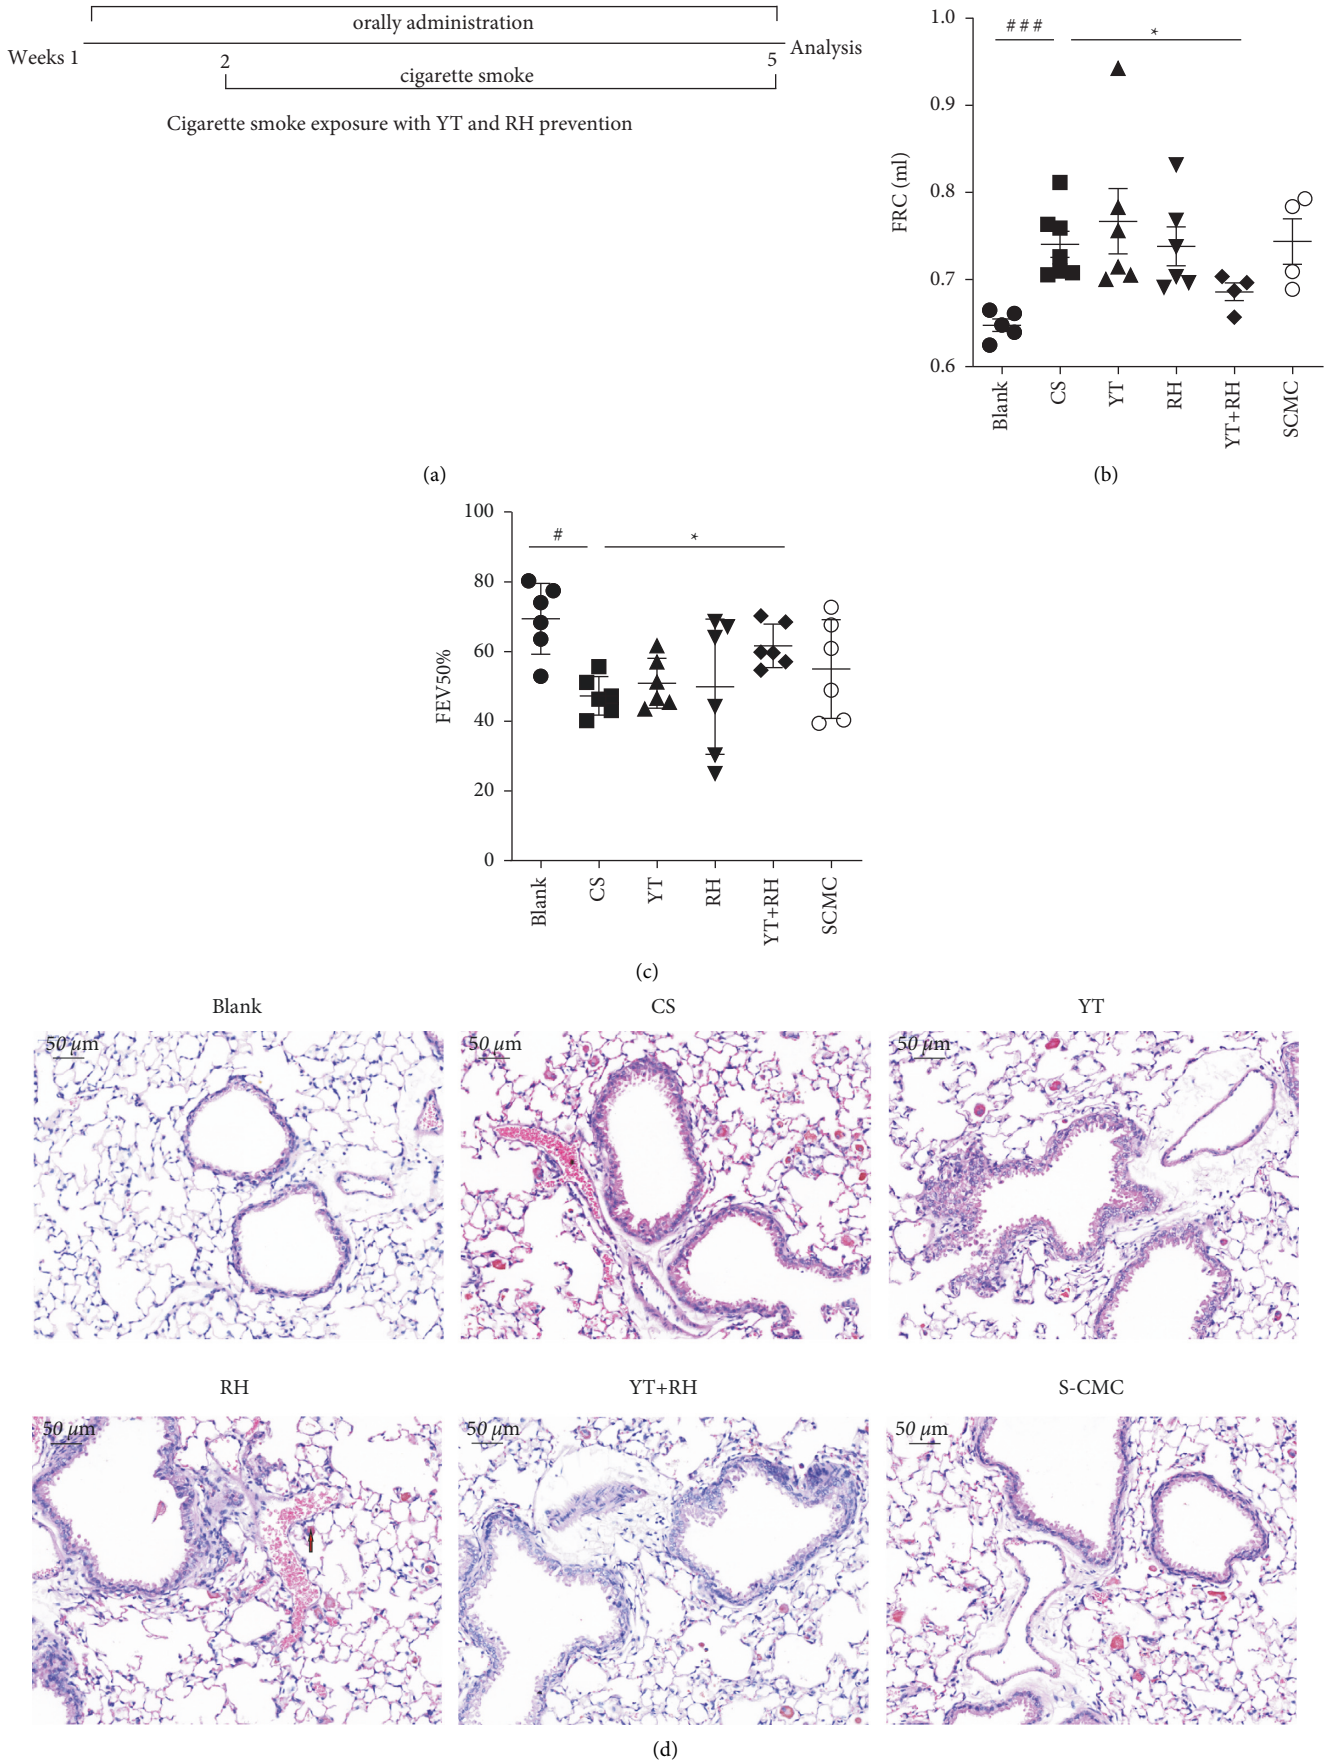 orally administration
Weeks 1
2
5
Analysis
cigarette smoke
Cigarette smoke exposure with YT and RH prevention
(a)
1.0
0.9
0.8
0.7
0.6
FRC (ml)
# # #
*
Blank
CS
YT
RH
YT+RH
SCMC
(b)
100
80
60
40
20
0
FEV50%
#
*
Blank
CS
YT
RH
YT+RH
SCMC
(c)
Blank
CS
YT
50 μm
50 μm
50 μm
RH
YT+RH
S-CMC
50 μm
50 μm
50 μm
(d)